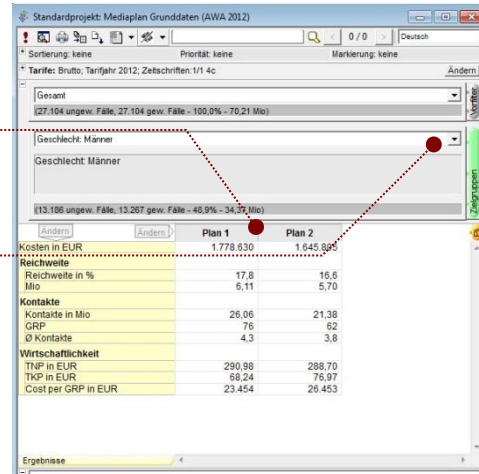 Standardprojekt: Mediaplan Grunddaten (AWA 2012)
0 / 0 Deutsch
Sortierung: keine Priorität: keine Markierung: keine
Tarife: Brutto; Tarifjahr 2012; Zeitschriften: 1/1 4c Ändern
Gesamt
(27.104 ungew. Fälle, 27.104 gew. Fälle - 100,0% - 70,21 Mio)
Vorfilter
Geschlecht: Männer
Geschlecht: Männer
(13.186 ungew. Fälle, 13.267 gew. Fälle - 48,9% - 34,37 Mio)
Zielgruppen
Ändern Ändern Plan 1 Plan 2
Kosten in EUR 1.778.630 1.645.895
Reichweite
Reichweite in % 17,8 16,6
Mio 6,11 5,70
Kontakte
Kontakte in Mio 26,06 21,38
GRP 76 62
Ø Kontakte 4,3 3,8
Wirtschaftlichkeit
TNP in EUR 290,98 288,70
TKP in EUR 68,24 76,97
Cost per GRP in EUR 23.454 26.453
Ergebnisse